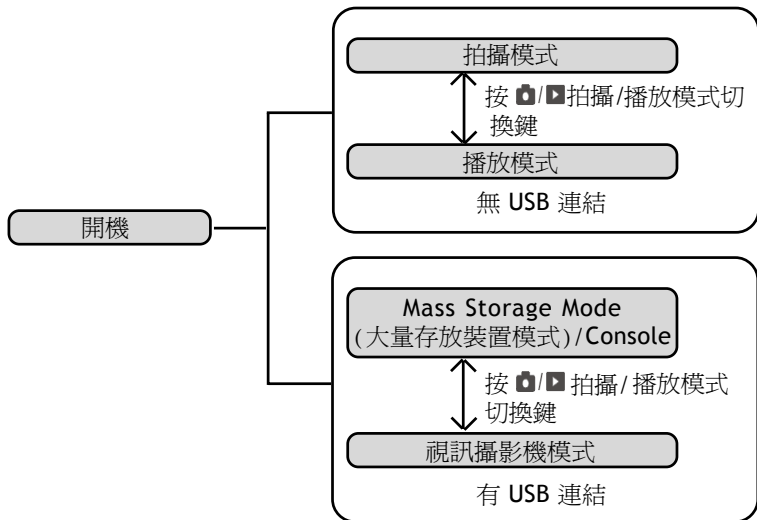 拍攝模式
按 📷/▶拍攝/播放模式切
換鍵
播放模式
無 USB 連結
開機
Mass Storage Mode
(大量存放裝置模式)/Console
按 📷/▶ 拍攝/播放模式
切換鍵
視訊攝影機模式
有 USB 連結